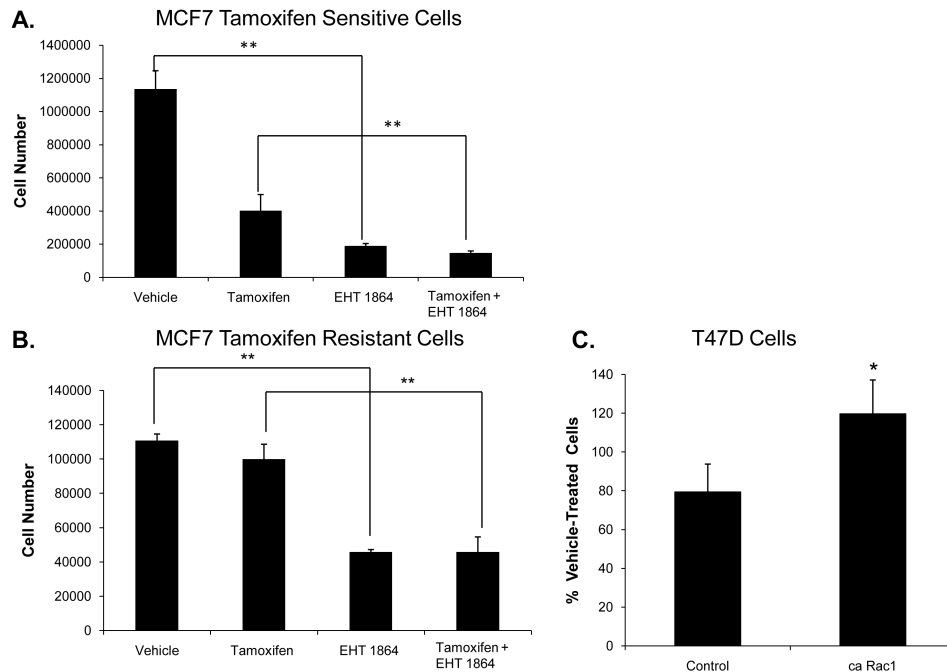 A.
MCF7 Tamoxifen Sensitive Cells
Cell Number
1400000
1200000
1000000
800000
600000
400000
200000
0
**
**
Vehicle
Tamoxifen
EHT 1864
Tamoxifen +
EHT 1864
B.
MCF7 Tamoxifen Resistant Cells
Cell Number
140000
120000
100000
80000
60000
40000
20000
0
**
**
Vehicle
Tamoxifen
EHT 1864
Tamoxifen +
EHT 1864
C.
T47D Cells
% Vehicle-Treated Cells
140
120
100
80
60
40
20
0
*
Control
ca Rac1